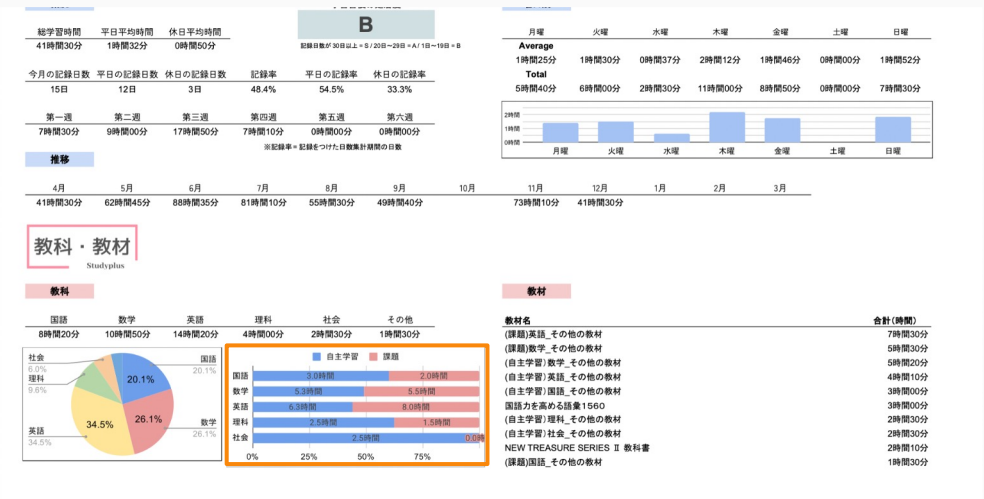 B
総学習時間 平日平均時間 休日平均時間
41時間30分 1時間32分 0時間50分
記録日数が30日以上=S / 20日〜29日=A / 1日〜19日=B
今月の記録日数 平日の記録日数 休日の記録日数 記録率 平日の記録率 休日の記録率
15日 12日 3日 48.4% 54.5% 33.3%
第一週 第二週 第三週 第四週 第五週 第六週
7時間30分 9時間00分 17時間50分 7時間10分 0時間00分 0時間00分
※記録率=記録をつけた日数集計期間の日数
月曜 火曜 水曜 木曜 金曜 土曜 日曜
Average
1時間25分 1時間30分 0時間37分 2時間12分 1時間46分 0時間00分 1時間52分
Total
5時間40分 6時間00分 2時間30分 11時間00分 8時間50分 0時間00分 7時間30分
2時間
1時間
0時間
月曜 火曜 水曜 木曜 金曜 土曜 日曜
推移
4月 5月 6月 7月 8月 9月 10月 11月 12月 1月 2月 3月
41時間30分 62時間45分 88時間35分 81時間10分 55時間30分 49時間40分 73時間10分 41時間30分
教科・教材
Studyplus
教科
国語 数学 英語 理科 社会 その他
8時間20分 10時間50分 14時間20分 4時間00分 2時間30分 1時間30分
社会
6.0%
理科
9.6%
英語
34.5%
国語
20.1%
数学
26.1%
20.1%
26.1%
34.5%
自主学習 課題
国語 3.0時間 2.0時間
数学 5.3時間 5.5時間
英語 6.3時間 8.0時間
理科 2.5時間 1.5時間
社会 2.5時間 0.0時
0% 25% 50% 75%
教材
教材名 合計(時間)
(課題)英語_その他の教材 7時間30分
(課題)数学_その他の教材 5時間30分
(自主学習)数学_その他の教材 5時間20分
(自主学習)英語_その他の教材 4時間10分
(自主学習)国語_その他の教材 3時間00分
国語力を高める語彙1560 3時間00分
(自主学習)理科_その他の教材 2時間30分
(自主学習)社会_その他の教材 2時間30分
NEW TREASURE SERIES Ⅱ 教科書 2時間10分
(課題)国語_その他の教材 1時間30分